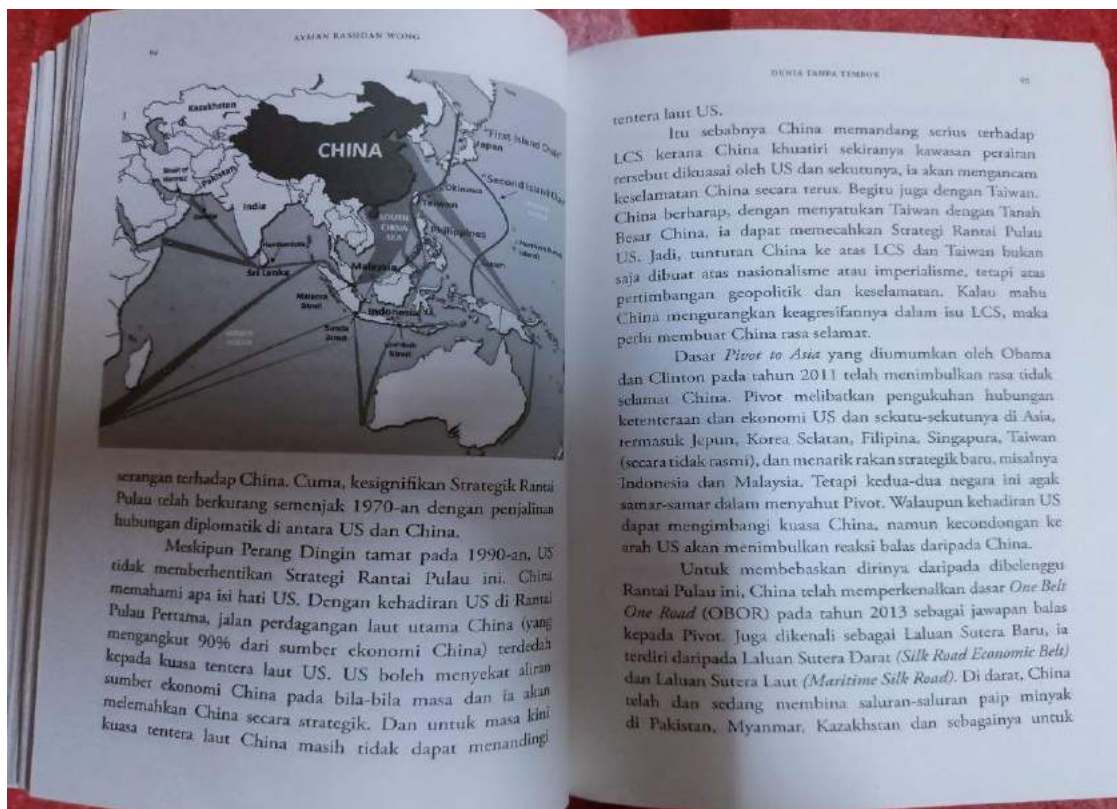 AYMAN RASHDAN WONG
Kazakhstan
CHINA
Pakistan
India
Sri Lanka
Hambantota
Malacca
Strait
Sunda
Strait
Malaysia
Indonesia
SOUTH
CHINA
SEA
Philippines
Taiwan
Okinawa
Japan
"First Island Chain"
"Second Island Chain"
serangan terhadap China. Cuma, kesignifikan Strategik Rantai
Pulau telah berkurang semenjak 1970-an dengan penjalinan
hubungan diplomatik di antara US dan China.
Meskipun Perang Dingin tamat pada 1990-an, US
tidak memberhentikan Strategi Rantai Pulau ini. China
memahami apa isi hati US. Dengan kehadiran US di Rantai
Pulau Pertama, jalan perdagangan laut utama China (yang
mengangkut 90% dari sumber ekonomi China) terdedah
kepada kuasa tentera laut US. US boleh menyekat aliran
sumber ekonomi China pada bila-bila masa dan ia akan
melemahkan China secara strategik. Dan untuk masa kini
kuasa tentera laut China masih tidak dapat menandingi
DUNIA TANPA TEMBOK
95
tentera laut US.
Itu sebabnya China memandang serius terhadap
LCS kerana China khuatiri sekiranya kawasan perairan
tersebut dikuasai oleh US dan sekutunya, ia akan mengancam
keselamatan China secara terus. Begitu juga dengan Taiwan.
China berharap, dengan menyatukan Taiwan dengan Tanah
Besar China, ia dapat memecahkan Strategi Rantai Pulau
US. Jadi, tuntutan China ke atas LCS dan Taiwan bukan
saja dibuat atas nasionalisme atau imperialisme, tetapi atas
pertimbangan geopolitik dan keselamatan. Kalau mahu
China mengurangkan keagresifannya dalam isu LCS, maka
perlu membuat China rasa selamat.
Dasar Pivot to Asia yang diumumkan oleh Obama
dan Clinton pada tahun 2011 telah menimbulkan rasa tidak
selamat China. Pivot melibatkan pengukuhan hubungan
ketenteraan dan ekonomi US dan sekutu-sekutunya di Asia,
termasuk Jepun, Korea Selatan, Filipina, Singapura, Taiwan
(secara tidak rasmi), dan menarik rakan strategik baru, misalnya
Indonesia dan Malaysia. Tetapi kedua-dua negara ini agak
samar-samar dalam menyahut Pivot. Walaupun kehadiran US
dapat mengimbangi kuasa China, namun kecondongan ke
arah US akan menimbulkan reaksi balas daripada China.
Untuk membebaskan dirinya daripada dibelenggu
Rantai Pulau ini, China telah memperkenalkan dasar One Belt
One Road (OBOR) pada tahun 2013 sebagai jawapan balas
kepada Pivot. Juga dikenali sebagai Laluan Sutera Baru, ia
terdiri daripada Laluan Sutera Darat (Silk Road Economic Belt)
dan Laluan Sutera Laut (Maritime Silk Road). Di darat, China
telah dan sedang membina saluran-saluran paip minyak
di Pakistan, Myanmar, Kazakhstan dan sebagainya untuk